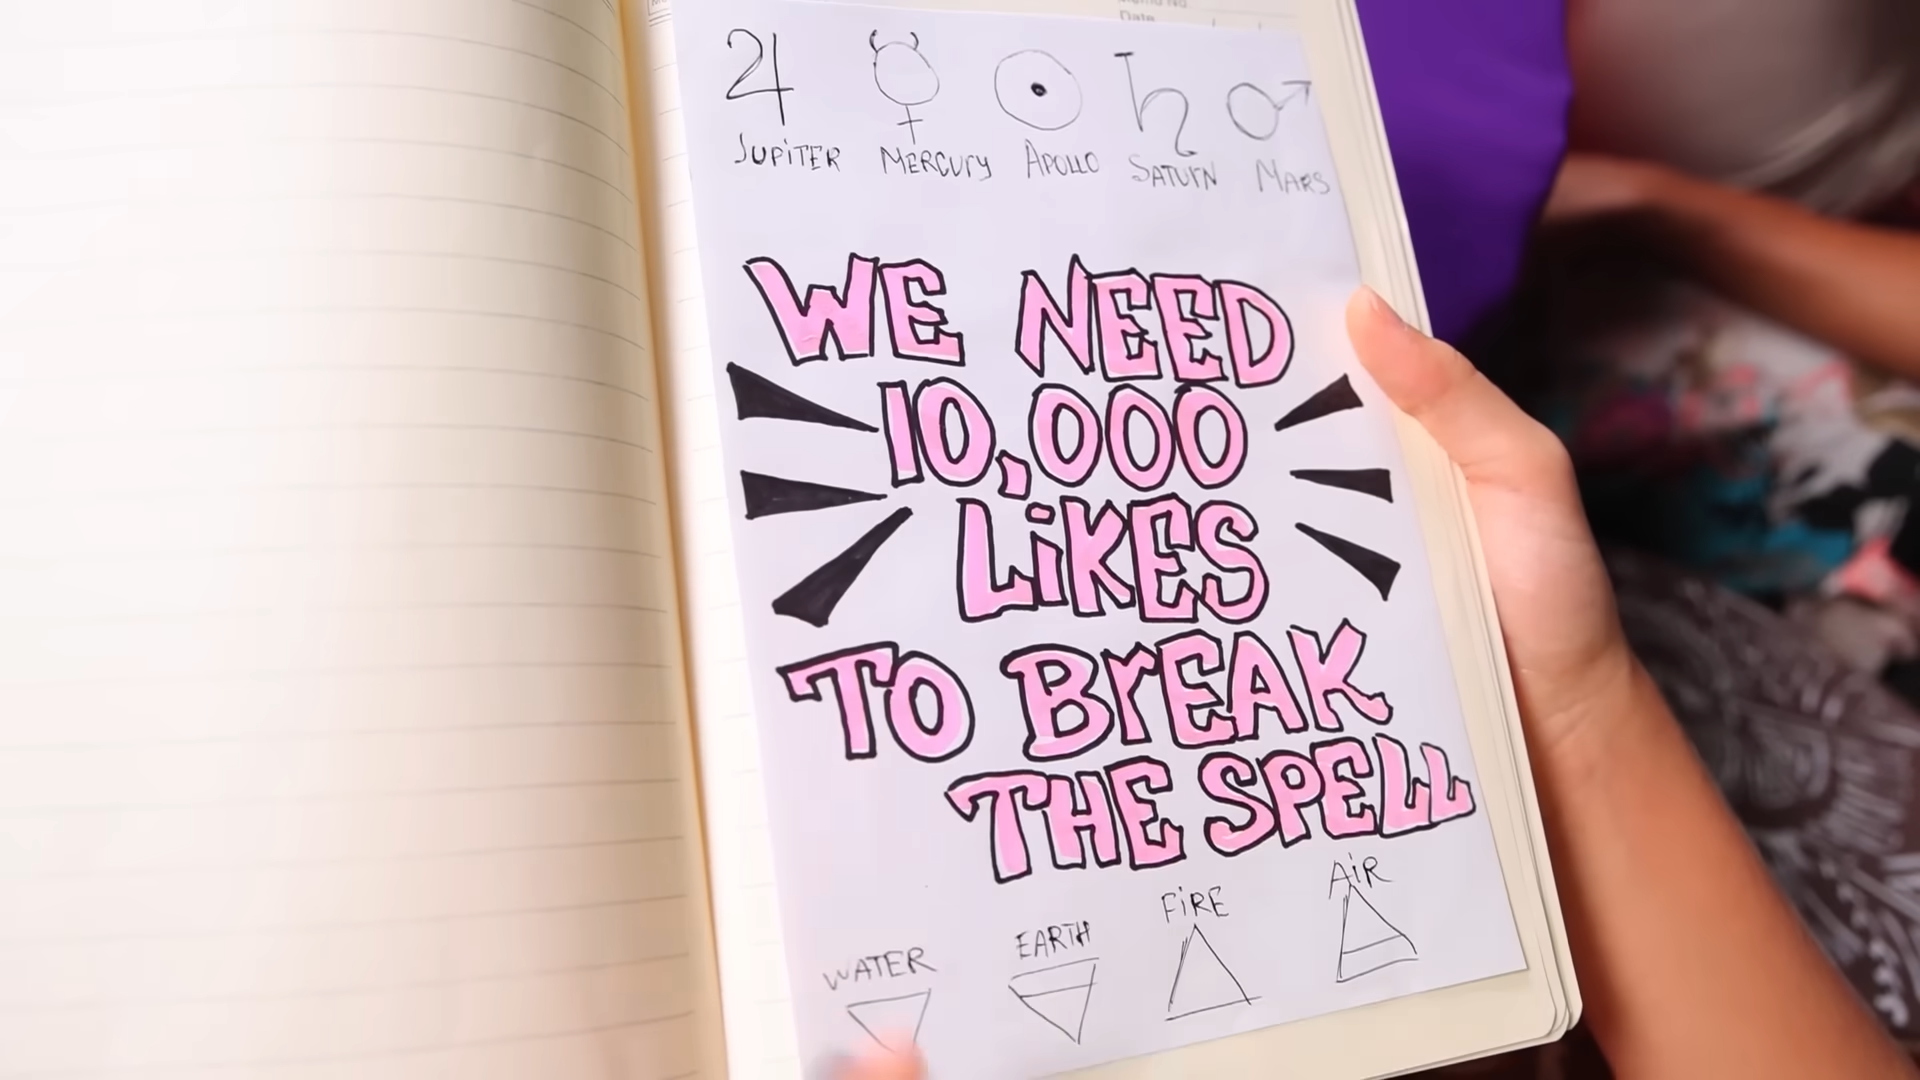 JUPITER MERCURY APOLLO SATURN MARS
WE NEED
10,000
LiKES
TO BrEAK
THE SPELL
WATER EARTH FiRE AiR